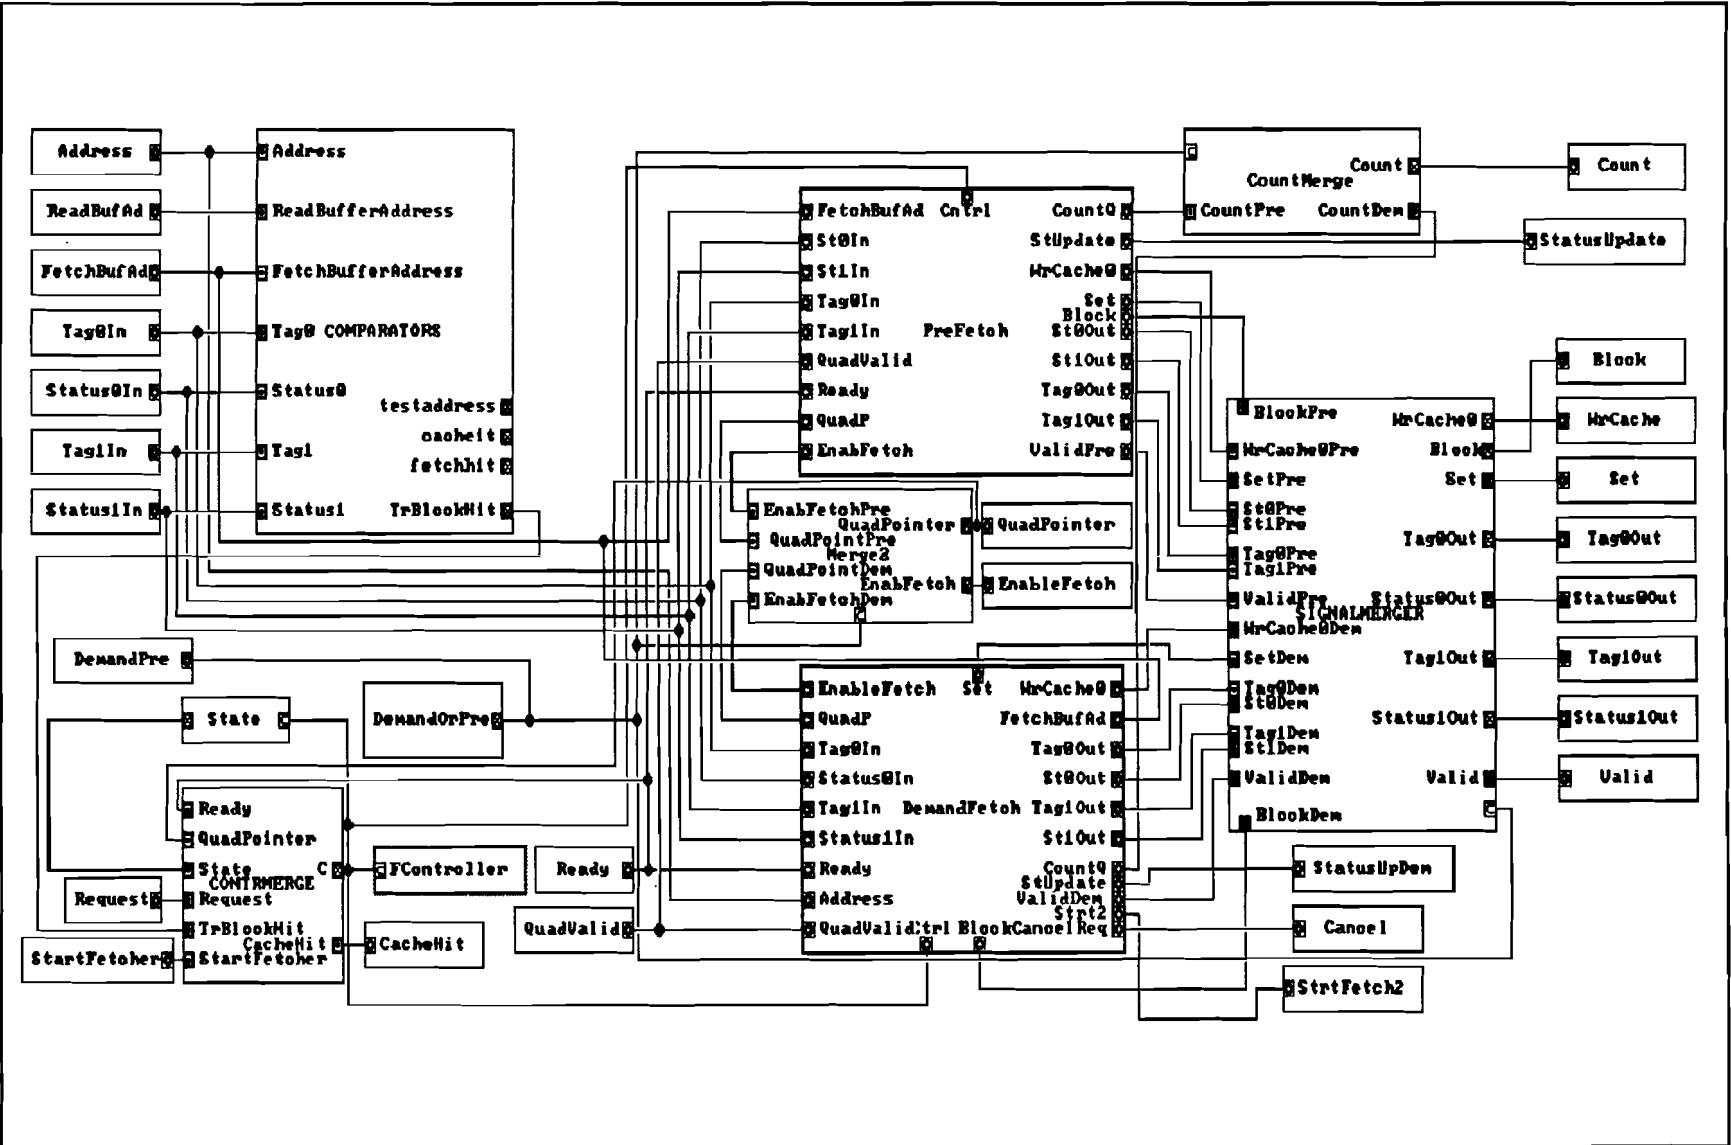 Address
ReadBufAd
FetchBufAd
Tag0In
Status0In
Tag1In
Status1In
Address
ReadBufferAddress
FetchBufferAddress
Tag0 COMPARATORS
Status0
testaddress
cacheit
fetchhit
Tag1
Status1
TrBlockHit
DemandPre
State
DemandOrPre
Ready
QuadPointer
State
C
CONTRMERGE
Request
TrBlockHit
CacheHit
StartFetcher
Request
StartFetcher
FController
CacheHit
Ready
QuadValid
FetchBufAd
Cntrl
CountQ
St0In
StUpdate
St1In
WrCache0
Tag0In
Set
Block
Tag1In
PreFetch
St0Out
QuadValid
St1Out
Ready
Tag0Out
QuadP
Tag1Out
EnabFetch
ValidPre
EnabFetchPre
QuadPointer
QuadPointPre
Merge2
QuadPointDem
EnabFetch
EnabFetchDem
QuadPointer
EnableFetch
EnableFetch
Set
WrCache0
QuadP
FetchBufAd
Tag0In
Tag0Out
Status0In
St0Out
Tag1In
DemandFetch
Tag1Out
Status1In
St1Out
Ready
CountQ
StUpdate
Address
ValidDem
Strt2
QuadValid
Ctrl
Block
CancelReq
Count
CountMerge
CountPre
CountDem
Count
StatusUpdate
BlockPre
WrCache0
WrCache0Pre
Block
SetPre
Set
St0Pre
St1Pre
Tag0Out
Tag0Pre
Tag1Pre
ValidPre
Status0Out
SIGNALMERGER
WrCache0Dem
SetDem
Tag1Out
Tag0Dem
St0Dem
Status1Out
Tag1Dem
St1Dem
ValidDem
Valid
BlockDem
Block
WrCache
Set
Tag0Out
Status0Out
Tag1Out
Status1Out
Valid
StatusUpDem
Cancel
StrtFetch2